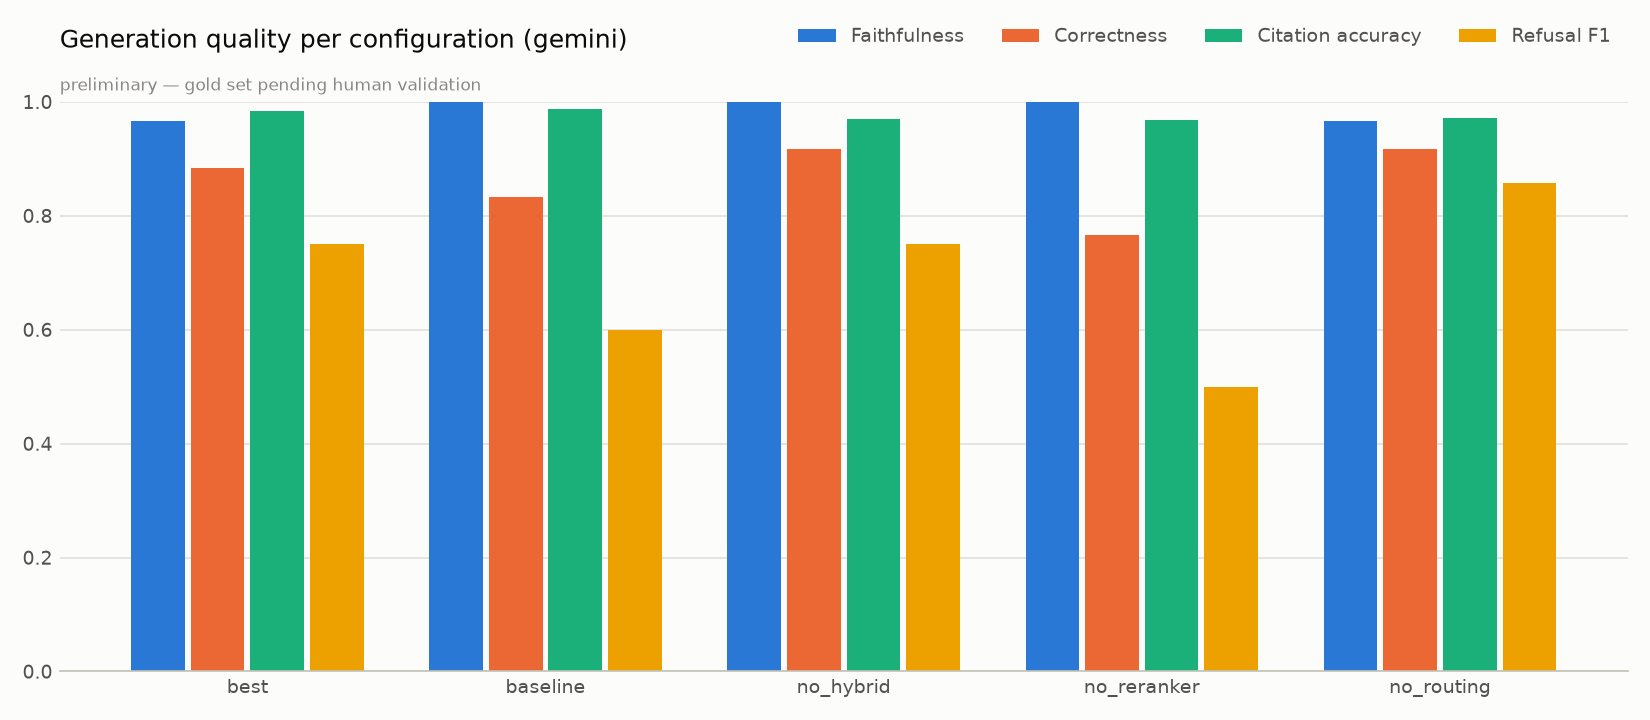 Generation quality per configuration (gemini)
Faithfulness Correctness Citation accuracy Refusal F1
preliminary — gold set pending human validation
1.0
0.8
0.6
0.4
0.2
0.0
best baseline no_hybrid no_reranker no_routing